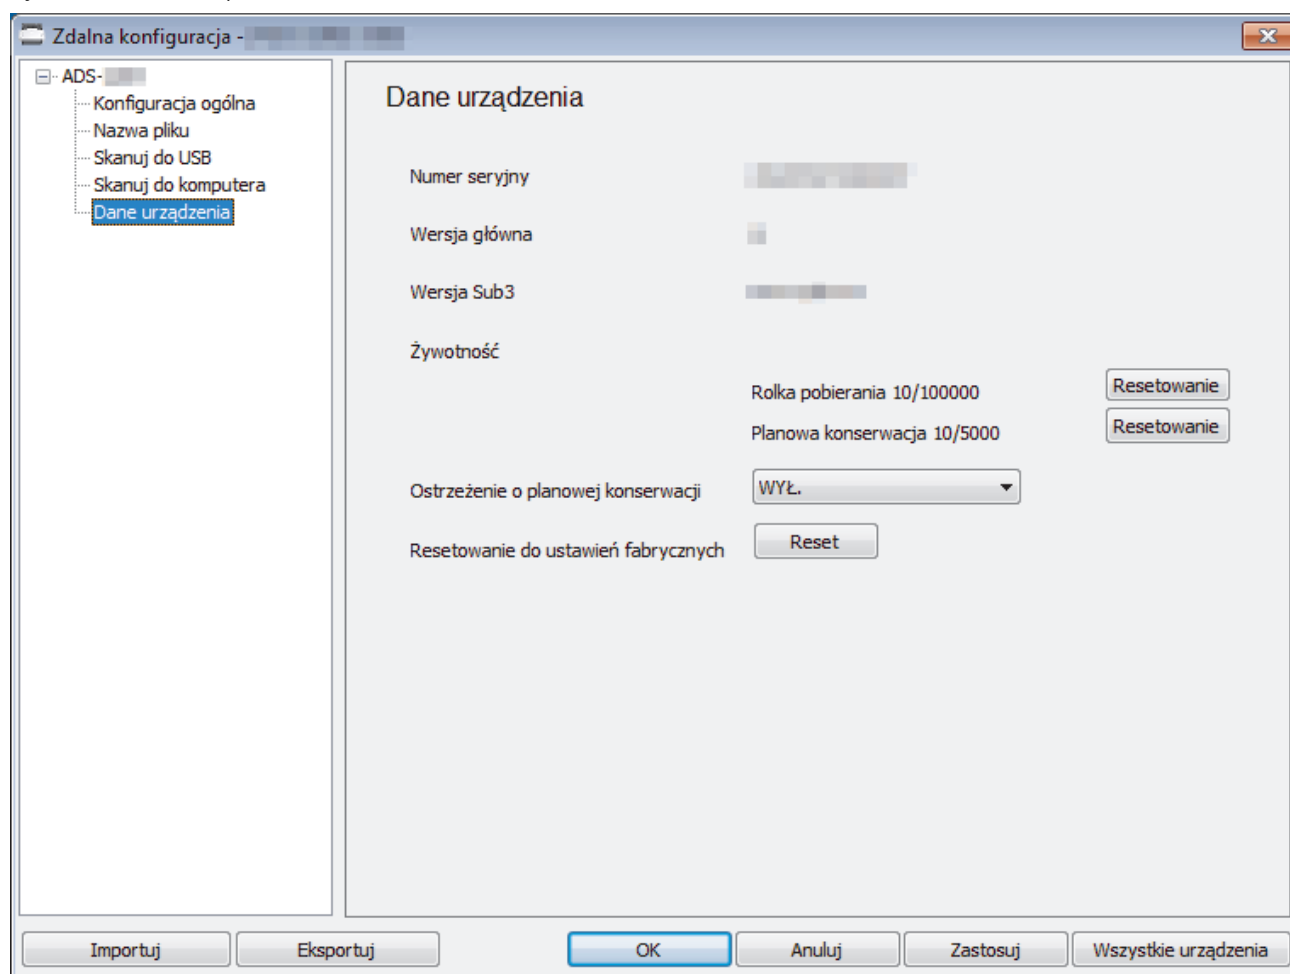 Zdalna konfiguracja -
ADS-
Konfiguracja ogólna
Nazwa pliku
Skanuj do USB
Skanuj do komputera
Dane urządzenia
Dane urządzenia
Numer seryjny
Wersja główna
Wersja Sub3
Żywotność
Rolka pobierania 10/100000 Resetowanie
Planowa konserwacja 10/5000 Resetowanie
Ostrzeżenie o planowej konserwacji WYŁ.
Resetowanie do ustawień fabrycznych Reset
Importuj Eksportuj OK Anuluj Zastosuj Wszystkie urządzenia